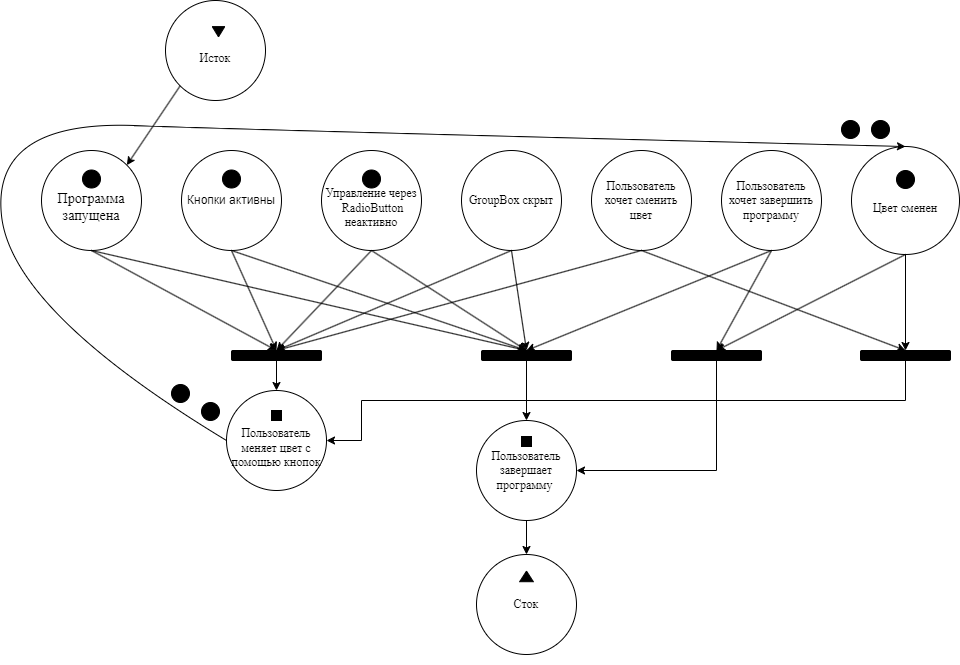 Исток
Программа
запущена
Кнопки активны
Управление через
RadioButton
неактивно
GroupBox скрыт
Пользователь
хочет сменить
цвет
Пользователь
хочет завершить
программу
Цвет сменен
Пользователь
меняет цвет с
помощью кнопок
Пользователь
завершает
программу
Сток